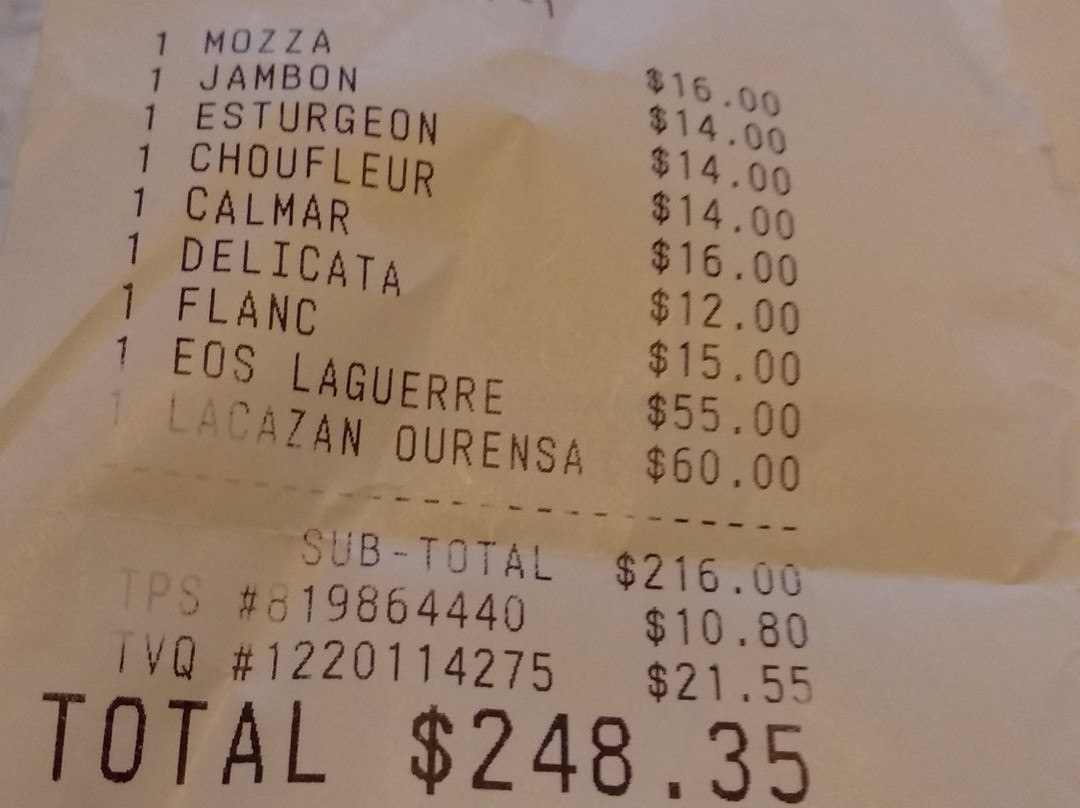 1 MOZZA $16.00
1 JAMBON $14.00
1 ESTURGEON $14.00
1 CHOUFLEUR $14.00
1 CALMAR $16.00
1 DELICATA $12.00
1 FLANC $15.00
1 EOS LAGUERRE $55.00
1 LACAZAN OURENSA $60.00
SUB-TOTAL $216.00
TPS #819864440 $10.80
TVQ #1220114275 $21.55
TOTAL $248.35